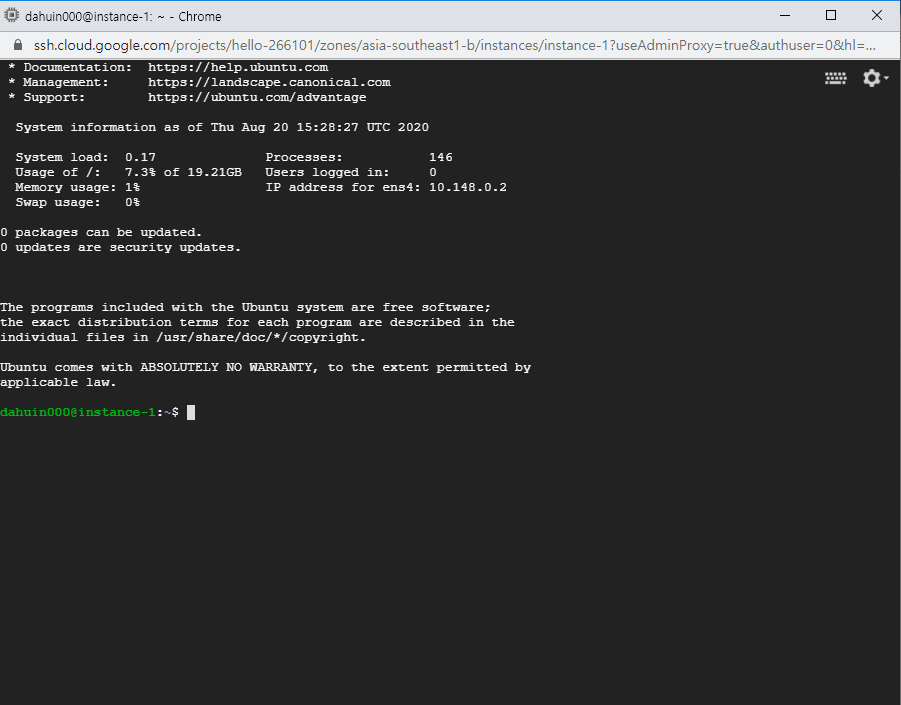 dahuin000@instance-1: ~ - Chrome
ssh.cloud.google.com/projects/hello-266101/zones/asia-southeast1-b/instances/instance-1?useAdminProxy=true&authuser=0&hl=...
* Documentation:  https://help.ubuntu.com
* Management:     https://landscape.canonical.com
* Support:        https://ubuntu.com/advantage
System information as of Thu Aug 20 15:28:27 UTC 2020
System load:  0.17              Processes:           146
Usage of /:   7.3% of 19.21GB   Users logged in:     0
Memory usage: 1%                IP address for ens4: 10.148.0.2
Swap usage:   0%
0 packages can be updated.
0 updates are security updates.
The programs included with the Ubuntu system are free software;
the exact distribution terms for each program are described in the
individual files in /usr/share/doc/*/copyright.
Ubuntu comes with ABSOLUTELY NO WARRANTY, to the extent permitted by
applicable law.
dahuin000@instance-1:~$